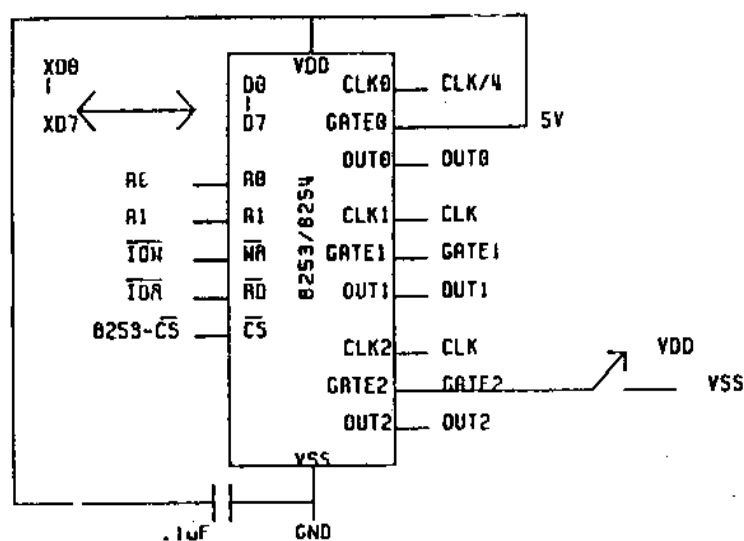 VDD
XD0 D0 CLK0 CLK/4
XD7 D7 GATE0 5V
OUT0 OUT0
A0 A0
A1 A1 CLK1 CLK
IOW WR GATE1 GATE1
IOR RD OUT1 OUT1
8253-CS CS
8253/8254
CLK2 CLK VDD
GATE2 GATE2 VSS
OUT2 OUT2
VSS
.1uF GND